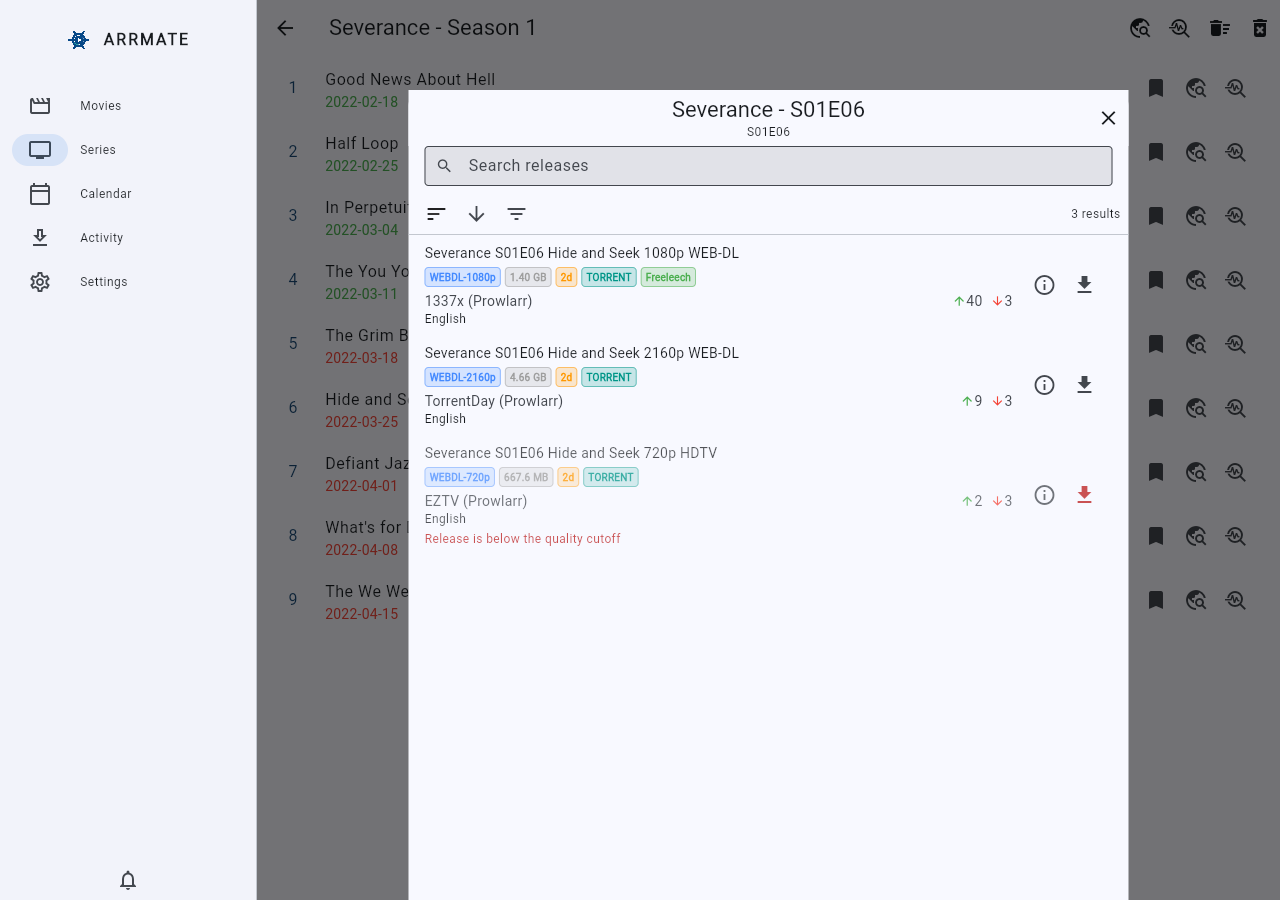 ARRMATE
Movies
Series
Calendar
Activity
Settings
Severance - Season 1
1
Good News About Hell
2022-02-18
2
Half Loop
2022-02-25
3
In Perpetui
2022-03-04
4
The You Yo
2022-03-11
5
The Grim B
2022-03-18
6
Hide and S
2022-03-25
7
Defiant Jaz
2022-04-01
8
What's for
2022-04-08
9
The We We
2022-04-15
Severance - S01E06
S01E06
Search releases
3 results
Severance S01E06 Hide and Seek 1080p WEB-DL
WEBDL-1080p 1.40 GB 2d TORRENT Freeleech
1337x (Prowlarr) 40 3
English
Severance S01E06 Hide and Seek 2160p WEB-DL
WEBDL-2160p 4.66 GB 2d TORRENT
TorrentDay (Prowlarr) 9 3
English
Severance S01E06 Hide and Seek 720p HDTV
WEBDL-720p 667.6 MB 2d TORRENT
EZTV (Prowlarr) 2 3
English
Release is below the quality cutoff